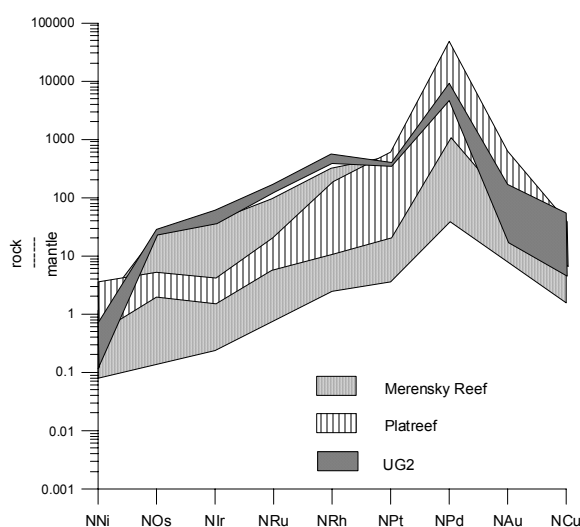 100000
10000
1000
100
10
1
0.1
0.01
0.001
rock
------
mantle
Merensky Reef
Platreef
UG2
NNi NOs NIr NRu NRh NPt NPd NAu NCu